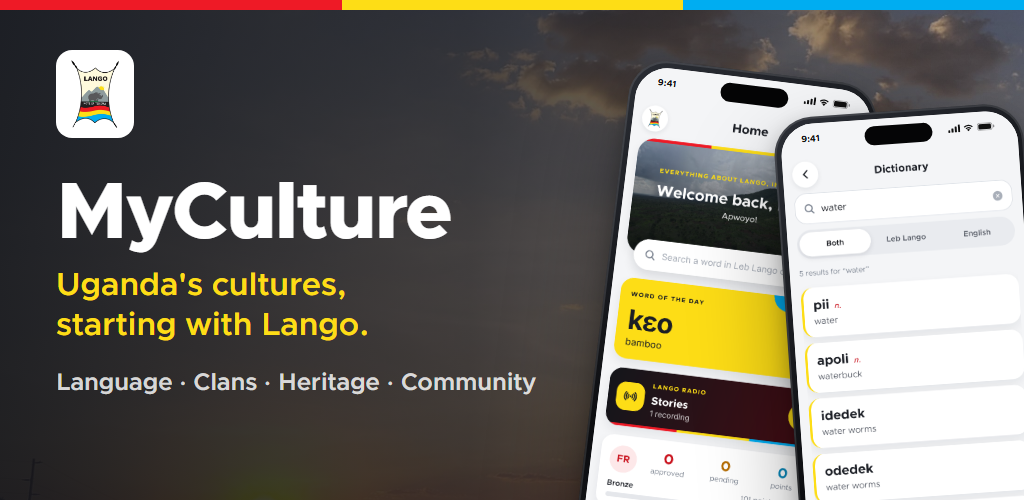 LANGO
MyCulture
Uganda's cultures,
starting with Lango.
Language · Clans · Heritage · Community
9:41
Home
EVERYTHING ABOUT LANGO,
Welcome back,
Apwoyo!
Search a word in Leb Lango
WORD OF THE DAY
kɛo
bamboo
LANGO RADIO
Stories
1 recording
FR
0
approved
0
pending
0
points
Bronze
9:41
Dictionary
water
Both
Leb Lango
English
5 results for “water”
pii n.
water
apoli n.
waterbuck
idedek
water worms
odedek
water worms